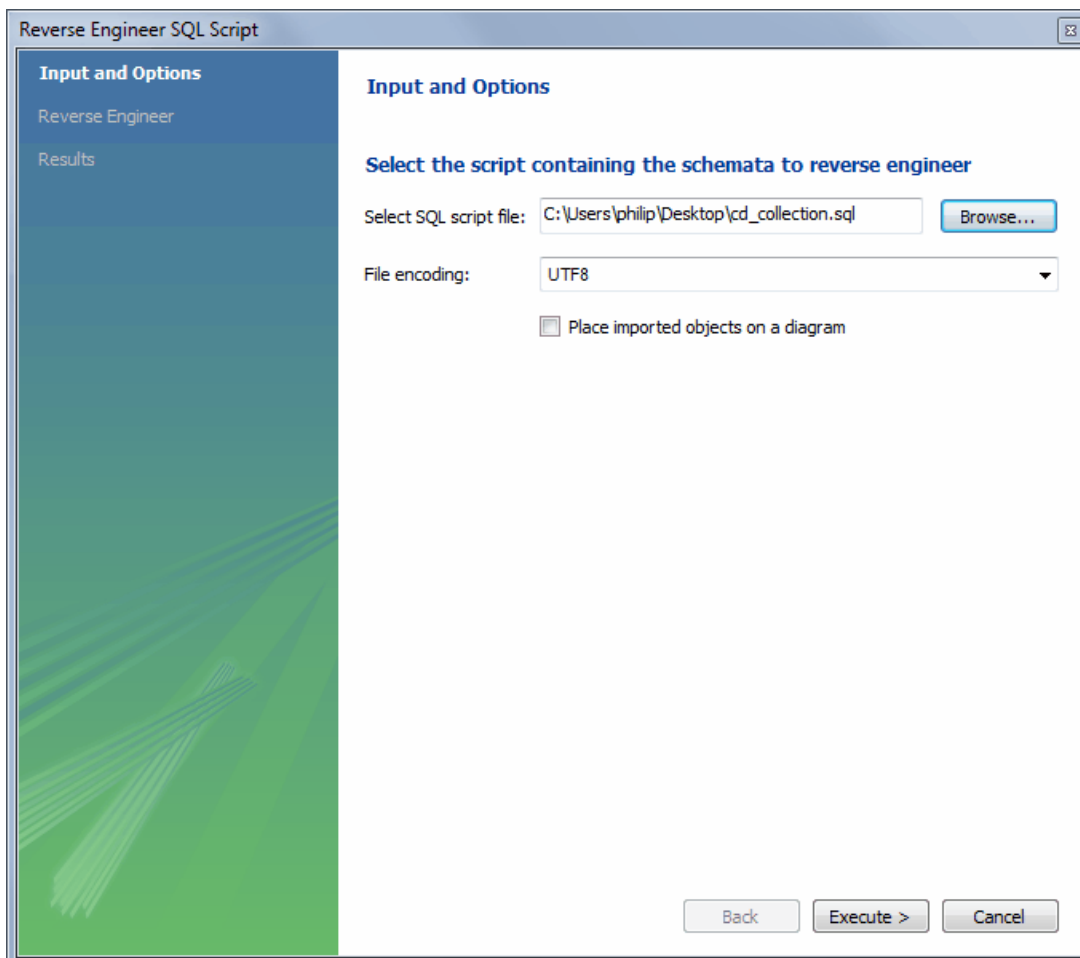 Reverse Engineer SQL Script
Input and Options
Reverse Engineer
Results
Input and Options
Select the script containing the schemata to reverse engineer
Select SQL script file: C:\Users\philip\Desktop\cd_collection.sql Browse...
File encoding: UTF8
Place imported objects on a diagram
Back Execute > Cancel